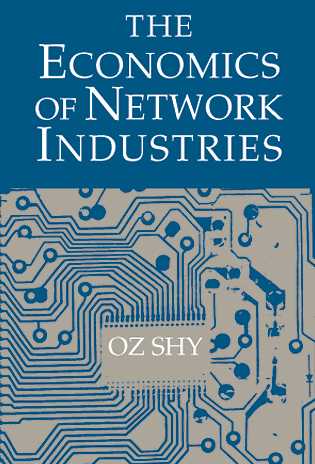 THE
ECONOMICS
OF NETWORK
INDUSTRIES
OZ SHY